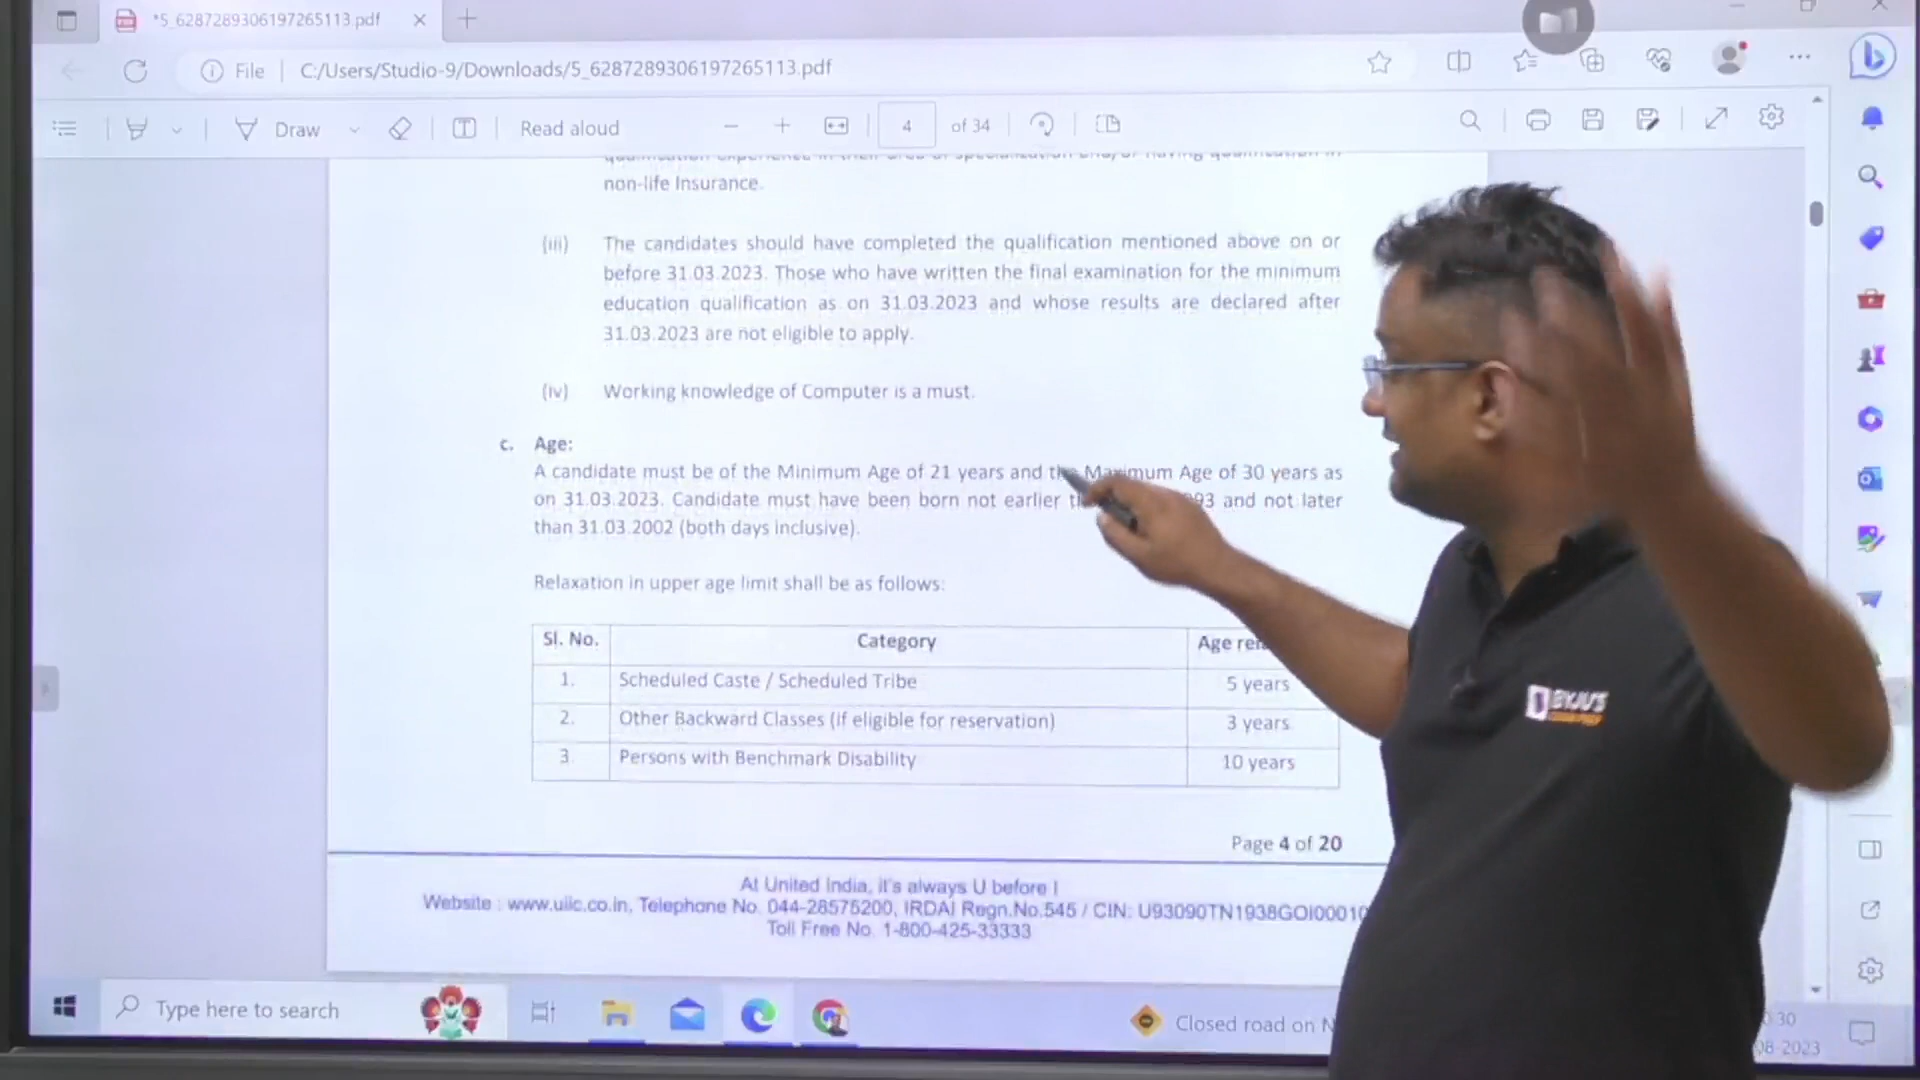 *5_6287289306197265113.pdf
File | C:/Users/Studio-9/Downloads/5_6287289306197265113.pdf
Draw Read aloud 4 of 34
non-life Insurance.
(iii) The candidates should have completed the qualification mentioned above on or
before 31.03.2023. Those who have written the final examination for the minimum
education qualification as on 31.03.2023 and whose results are declared after
31.03.2023 are not eligible to apply.
(iv) Working knowledge of Computer is a must.
c. Age:
A candidate must be of the Minimum Age of 21 years and the Maximum Age of 30 years as
on 31.03.2023. Candidate must have been born not earlier 93 and not later
than 31.03.2002 (both days inclusive).
Relaxation in upper age limit shall be as follows:
Sl. No. Category Age
1. Scheduled Caste / Scheduled Tribe 5 years
2. Other Backward Classes (if eligible for reservation) 3 years
3. Persons with Benchmark Disability 10 years
Page 4 of 20
At United India, it's always U before I
Website : www.uiic.co.in, Telephone No. 044-28575200, IRDAI Regn.No.545 / CIN: U93090TN1938GOI00010
Toll Free No. 1-800-425-33333
BYJU'S
Type here to search
Closed road on N
:30
08-2023